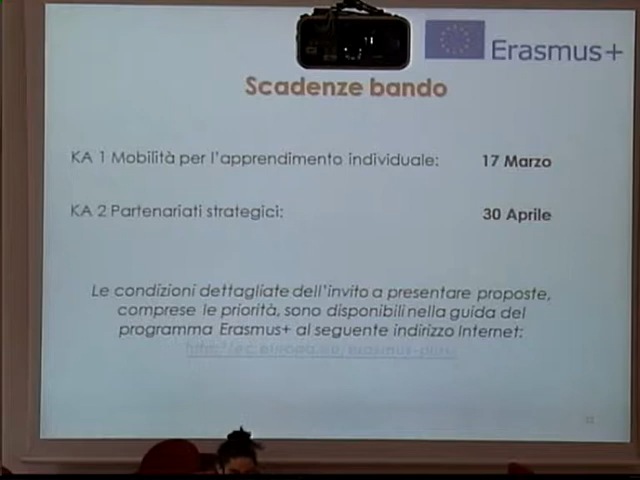 Erasmus+
Scadenze bando
KA 1 Mobilità per l'apprendimento individuale: 17 Marzo
KA 2 Partenariati strategici: 30 Aprile
Le condizioni dettagliate dell'invito a presentare proposte,
comprese le priorità, sono disponibili nella guida del
programma Erasmus+ al seguente indirizzo Internet: